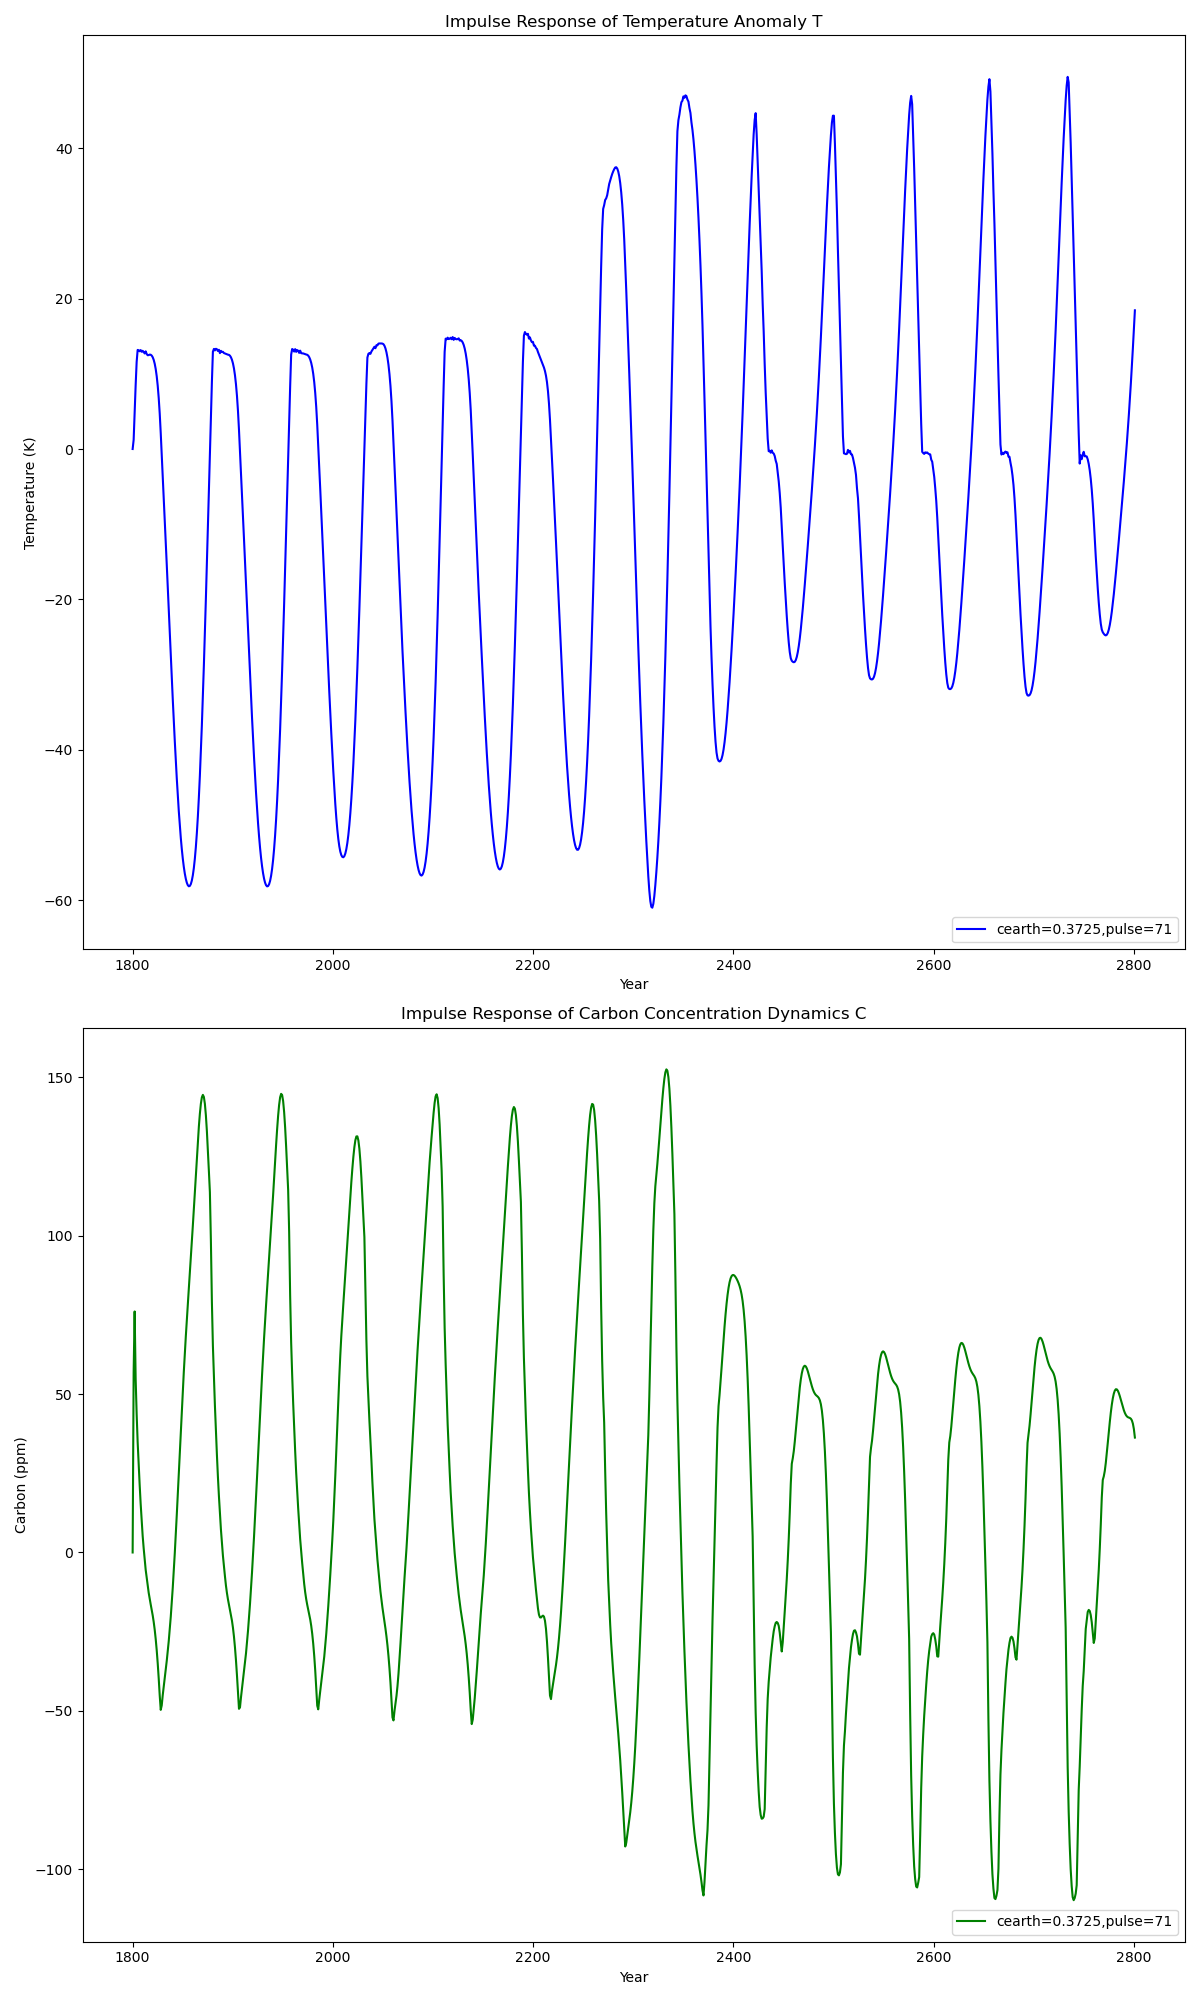 Impulse Response of Temperature Anomaly T
40
20
0
−20
−40
−60
Temperature (K)
cearth=0.3725,pulse=71
1800 2000 2200 2400 2600 2800
Year
Impulse Response of Carbon Concentration Dynamics C
150
100
50
0
−50
−100
Carbon (ppm)
cearth=0.3725,pulse=71
1800 2000 2200 2400 2600 2800
Year